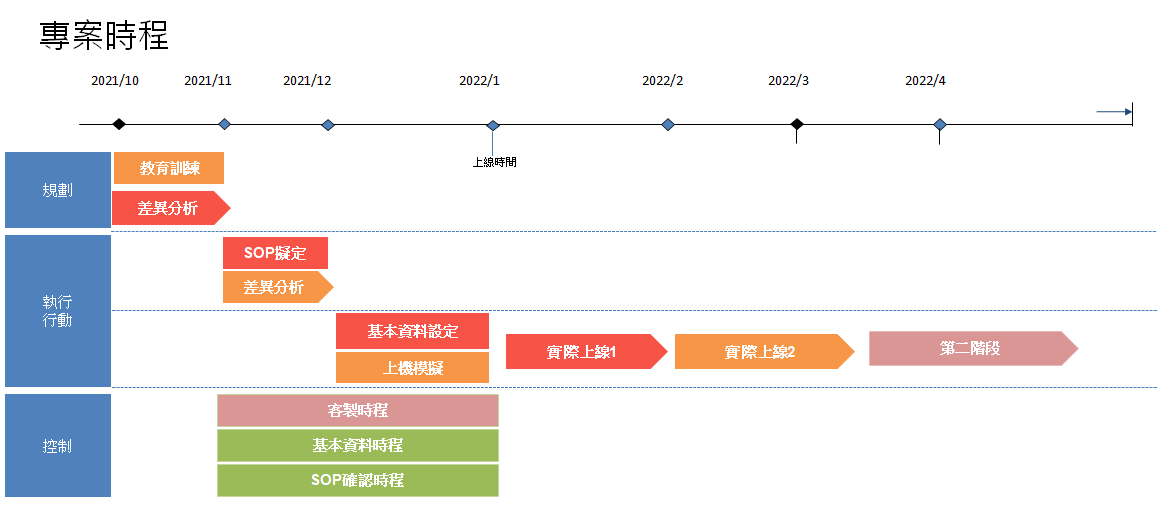 專案時程
2021/10
2021/11
2021/12
2022/1
2022/2
2022/3
2022/4
上線時間
規劃
教育訓練
差異分析
執行
行動
SOP擬定
差異分析
基本資料設定
上機模擬
實際上線1
實際上線2
第二階段
控制
客製時程
基本資料時程
SOP確認時程